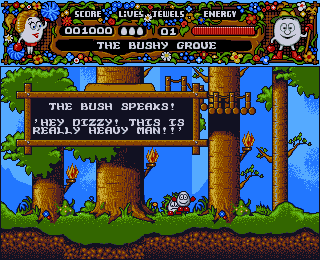 SCORE LIVES JEWELS ENERGY
001000 01
THE BUSHY GROVE
THE BUSH SPEAKS!
'HEY DIZZY! THIS IS
REALLY HEAVY MAN!!'